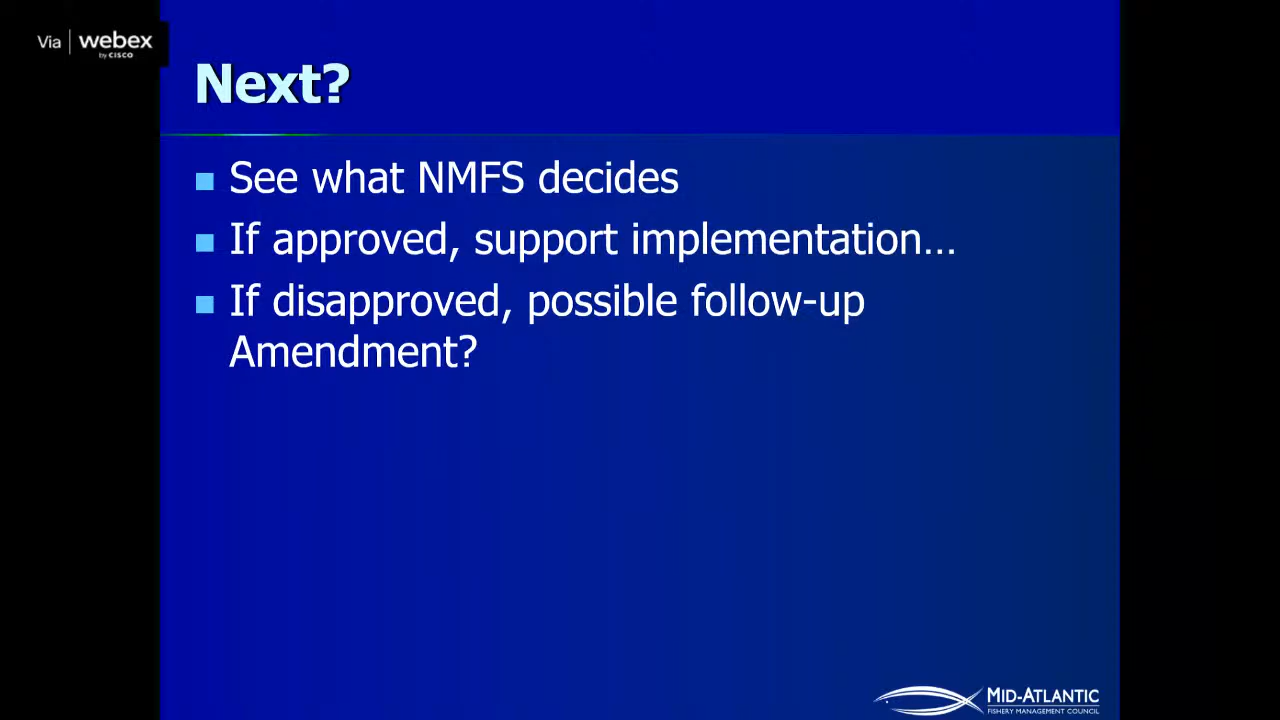 Via webex
by CISCO
Next?
See what NMFS decides
If approved, support implementation…
If disapproved, possible follow-up
Amendment?
MID-ATLANTIC
FISHERY MANAGEMENT COUNCIL